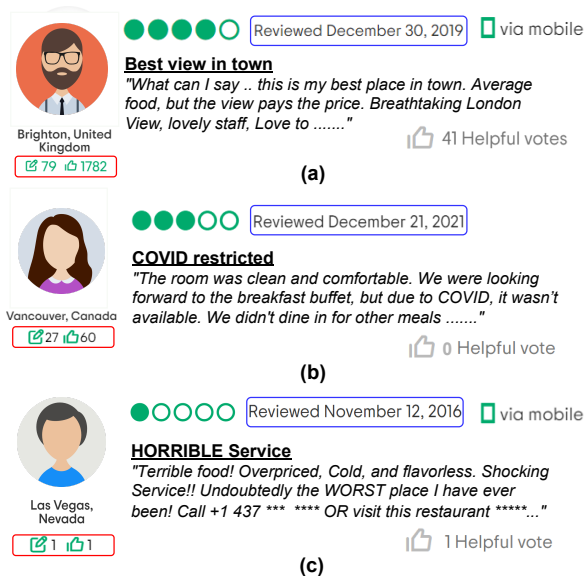 Reviewed December 30, 2019
via mobile
Best view in town
"What can I say .. this is my best place in town. Average
food, but the view pays the price. Breathtaking London
View, lovely staff, Love to ......."
Brighton, United
Kingdom
79 1782
41 Helpful votes
(a)
Reviewed December 21, 2021
COVID restricted
"The room was clean and comfortable. We were looking
forward to the breakfast buffet, but due to COVID, it wasn't
available. We didn't dine in for other meals ......."
Vancouver, Canada
27 60
0 Helpful vote
(b)
Reviewed November 12, 2016
via mobile
HORRIBLE Service
"Terrible food! Overpriced, Cold, and flavorless. Shocking
Service!! Undoubtedly the WORST place I have ever
been! Call +1 437 *** **** OR visit this restaurant *****..."
Las Vegas,
Nevada
1 1
1 Helpful vote
(c)